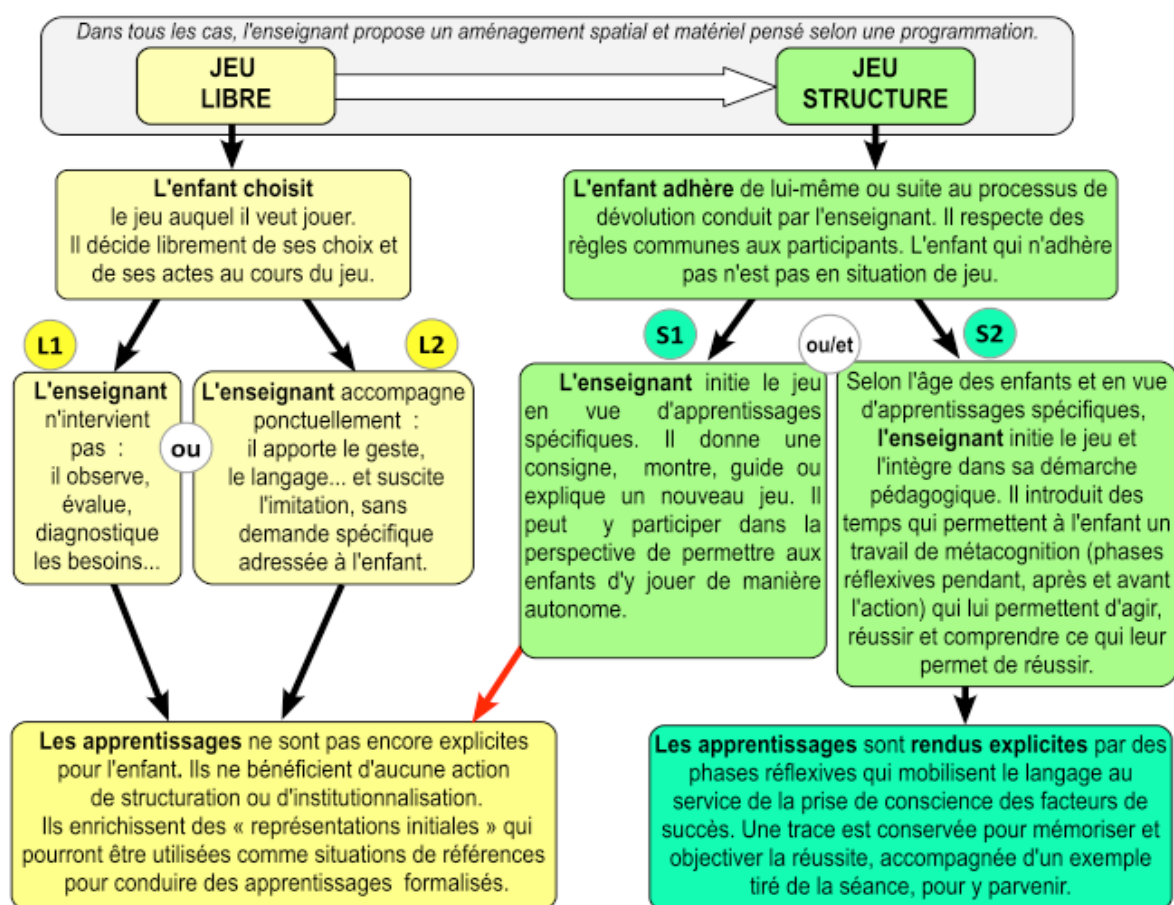 Dans tous les cas, l'enseignant propose un aménagement spatial et matériel pensé selon une programmation.
JEU
LIBRE
JEU
STRUCTURE
L'enfant choisit
le jeu auquel il veut jouer.
Il décide librement de ses choix et
de ses actes au cours du jeu.
L'enfant adhère de lui-même ou suite au processus de
dévolution conduit par l'enseignant. Il respecte des
règles communes aux participants. L'enfant qui n'adhère
pas n'est pas en situation de jeu.
L1
L2
S1
ou/et
S2
L'enseignant
n'intervient
pas :
il observe,
évalue,
diagnostique
les besoins...
ou
L'enseignant accompagne
ponctuellement :
il apporte le geste,
le langage... et suscite
l'imitation, sans
demande spécifique
adressée à l'enfant.
L'enseignant initie le jeu
en vue d'apprentissages
spécifiques. Il donne une
consigne, montre, guide ou
explique un nouveau jeu. Il
peut y participer dans la
perspective de permettre aux
enfants d'y jouer de manière
autonome.
Selon l'âge des enfants et en vue
d'apprentissages spécifiques,
l'enseignant initie le jeu et
l'intègre dans sa démarche
pédagogique. Il introduit des
temps qui permettent à l'enfant un
travail de métacognition (phases
réflexives pendant, après et avant
l'action) qui lui permettent d'agir,
réussir et comprendre ce qui leur
permet de réussir.
Les apprentissages ne sont pas encore explicites
pour l'enfant. Ils ne bénéficient d'aucune action
de structuration ou d'institutionnalisation.
Ils enrichissent des « représentations initiales » qui
pourront être utilisées comme situations de références
pour conduire des apprentissages formalisés.
Les apprentissages sont rendus explicites par des
phases réflexives qui mobilisent le langage au
service de la prise de conscience des facteurs de
succès. Une trace est conservée pour mémoriser et
objectiver la réussite, accompagnée d'un exemple
tiré de la séance, pour y parvenir.